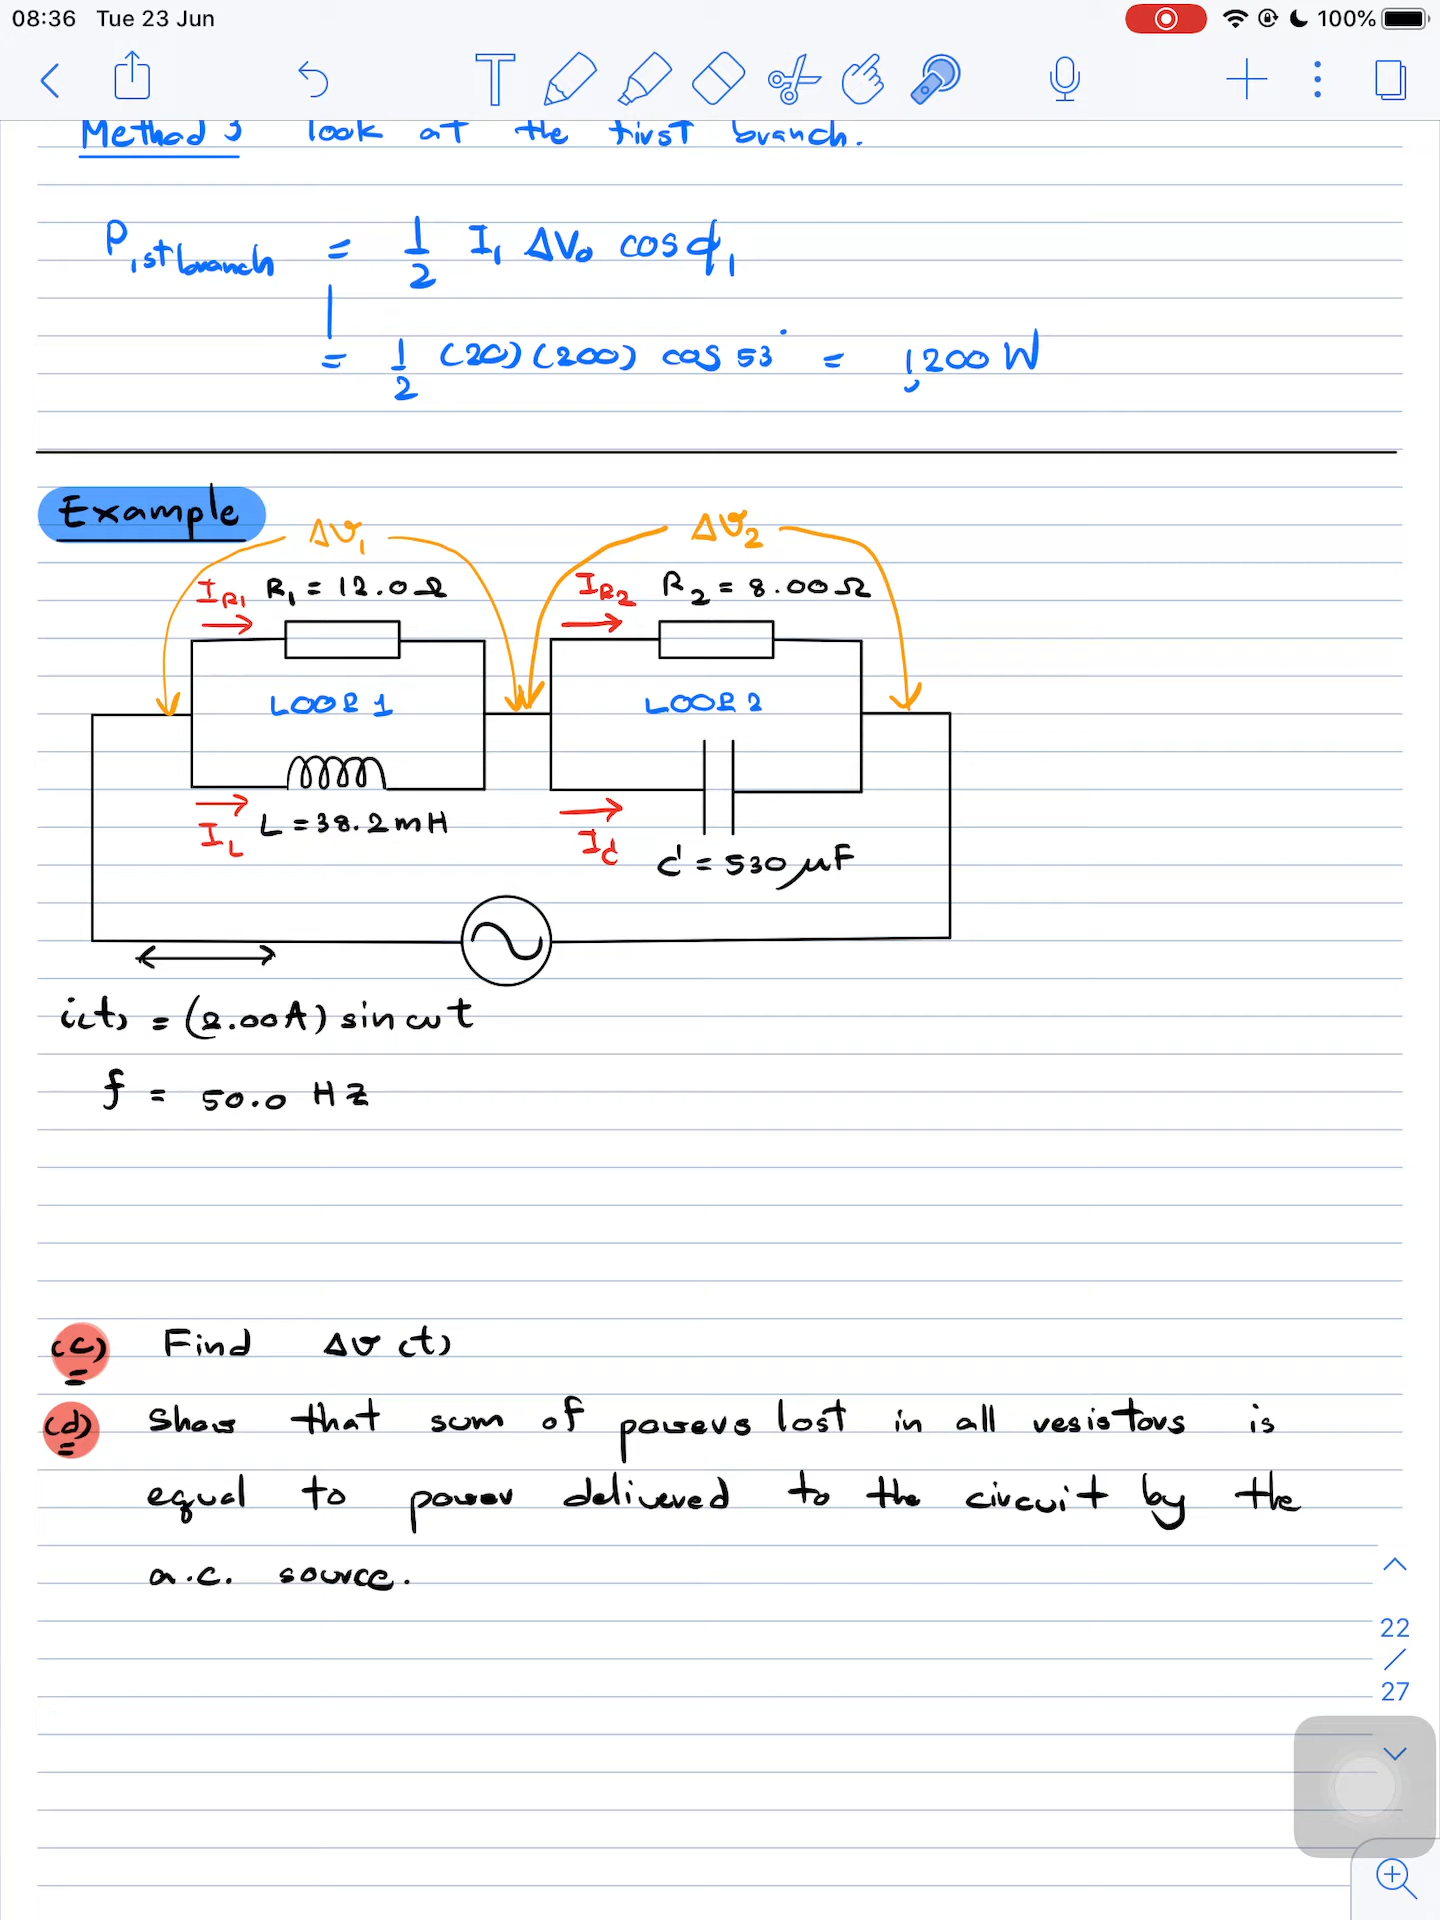 08:36 Tue 23 Jun 100%
T
Method 3 look at the first branch.
P1st branch = 1/2 I1 ΔV0 cos ϕ1
= 1/2 (20)(200) cos 53° = 1,200 W
Example
Δv1 Δv2
IR1 R1 = 12.0 Ω IR2 R2 = 8.00 Ω
LOOP 1 LOOP 2
IL L = 38.2 mH IC C = 530 μF
i(t) = (2.00A) sin ωt
f = 50.0 HZ
(c) Find Δv(t)
(d) Show that sum of powers lost in all resistors is
equal to power delivered to the circuit by the
a.c. source.
22
/
27